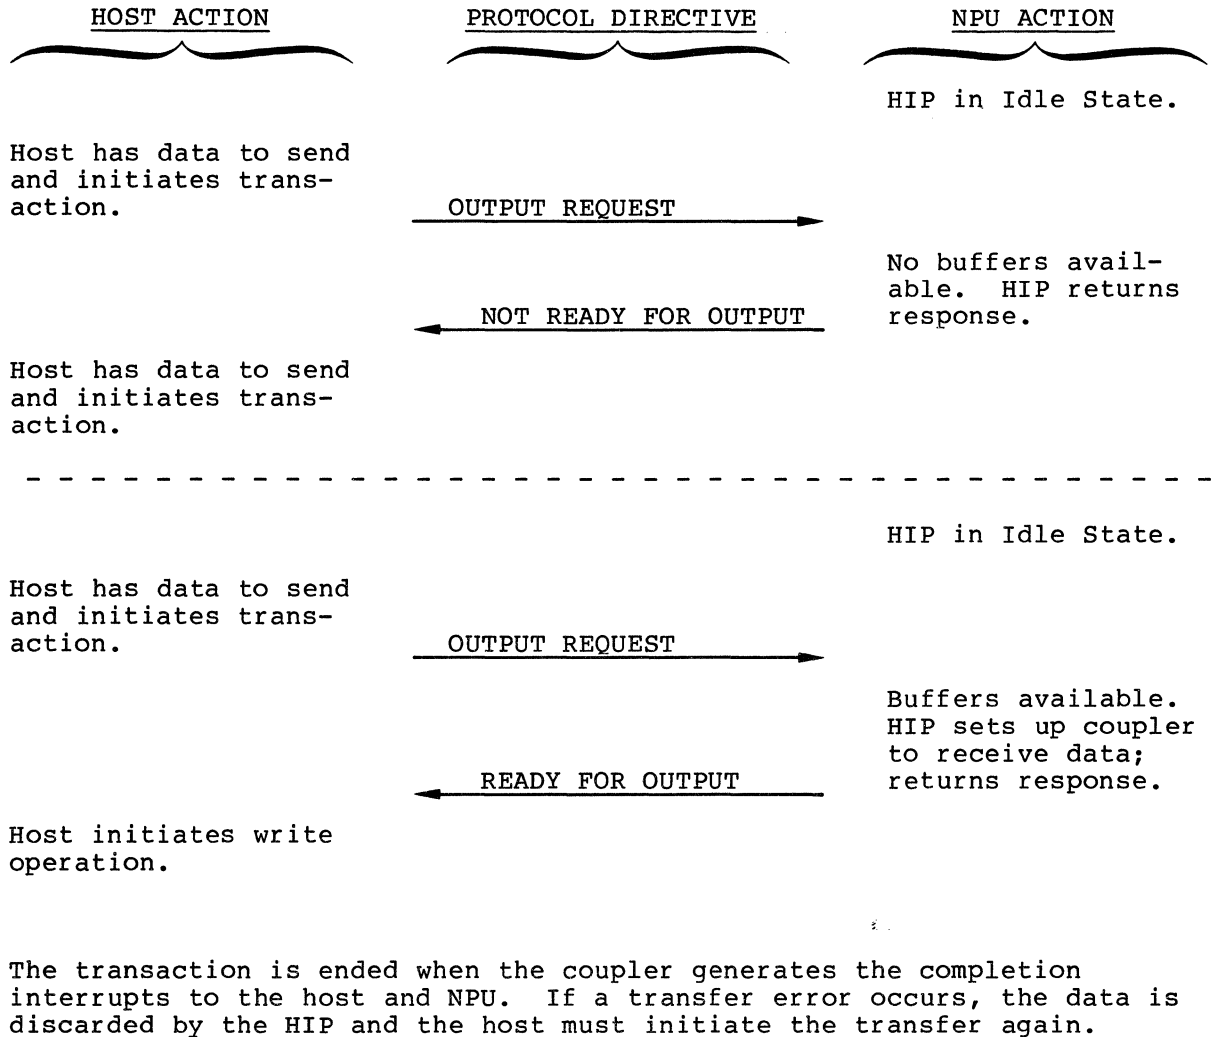 HOST ACTION PROTOCOL DIRECTIVE NPU ACTION
HIP in Idle State.
Host has data to send
and initiates trans-
action.
OUTPUT REQUEST
No buffers avail-
able. HIP returns
response.
NOT READY FOR OUTPUT
Host has data to send
and initiates trans-
action.
HIP in Idle State.
Host has data to send
and initiates trans-
action.
OUTPUT REQUEST
Buffers available.
HIP sets up coupler
to receive data;
returns response.
READY FOR OUTPUT
Host initiates write
operation.
The transaction is ended when the coupler generates the completion
interrupts to the host and NPU. If a transfer error occurs, the data is
discarded by the HIP and the host must initiate the transfer again.